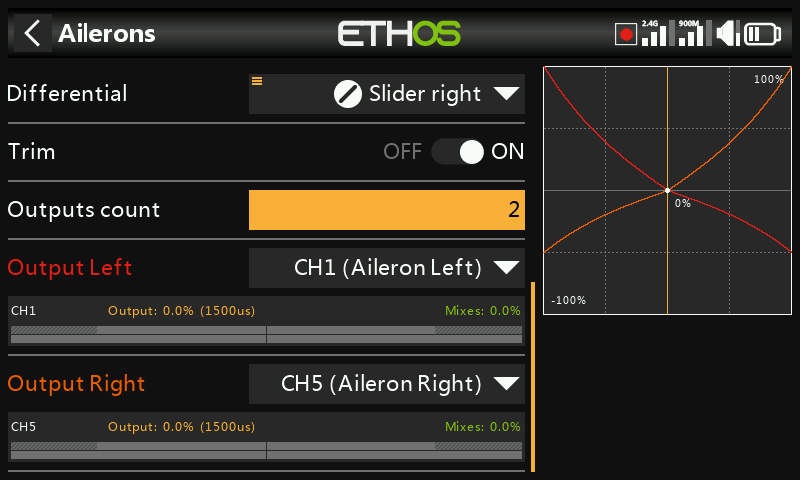 Ailerons
ETHOS
2.4G
900M
Differential
Slider right
Trim
OFF
ON
Outputs count
2
Output Left
CH1 (Aileron Left)
CH1
Output: 0.0% (1500us)
Mixes: 0.0%
Output Right
CH5 (Aileron Right)
CH5
Output: 0.0% (1500us)
Mixes: 0.0%
100%
0%
-100%